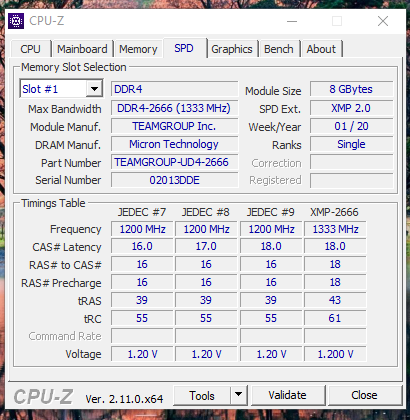 CPU-Z
CPU Mainboard Memory SPD Graphics Bench About
Memory Slot Selection
Slot #1 DDR4 Module Size 8 GBytes
Max Bandwidth DDR4-2666 (1333 MHz) SPD Ext. XMP 2.0
Module Manuf. TEAMGROUP Inc. Week/Year 01 / 20
DRAM Manuf. Micron Technology Ranks Single
Part Number TEAMGROUP-UD4-2666 Correction
Serial Number 02013DDE Registered
Timings Table
JEDEC #7 JEDEC #8 JEDEC #9 XMP-2666
Frequency 1200 MHz 1200 MHz 1200 MHz 1333 MHz
CAS# Latency 16.0 17.0 18.0 18.0
RAS# to CAS# 16 16 16 18
RAS# Precharge 16 16 16 18
tRAS 39 39 39 43
tRC 55 55 55 61
Command Rate
Voltage 1.20 V 1.20 V 1.20 V 1.200 V
CPU-Z Ver. 2.11.0.x64 Tools Validate Close